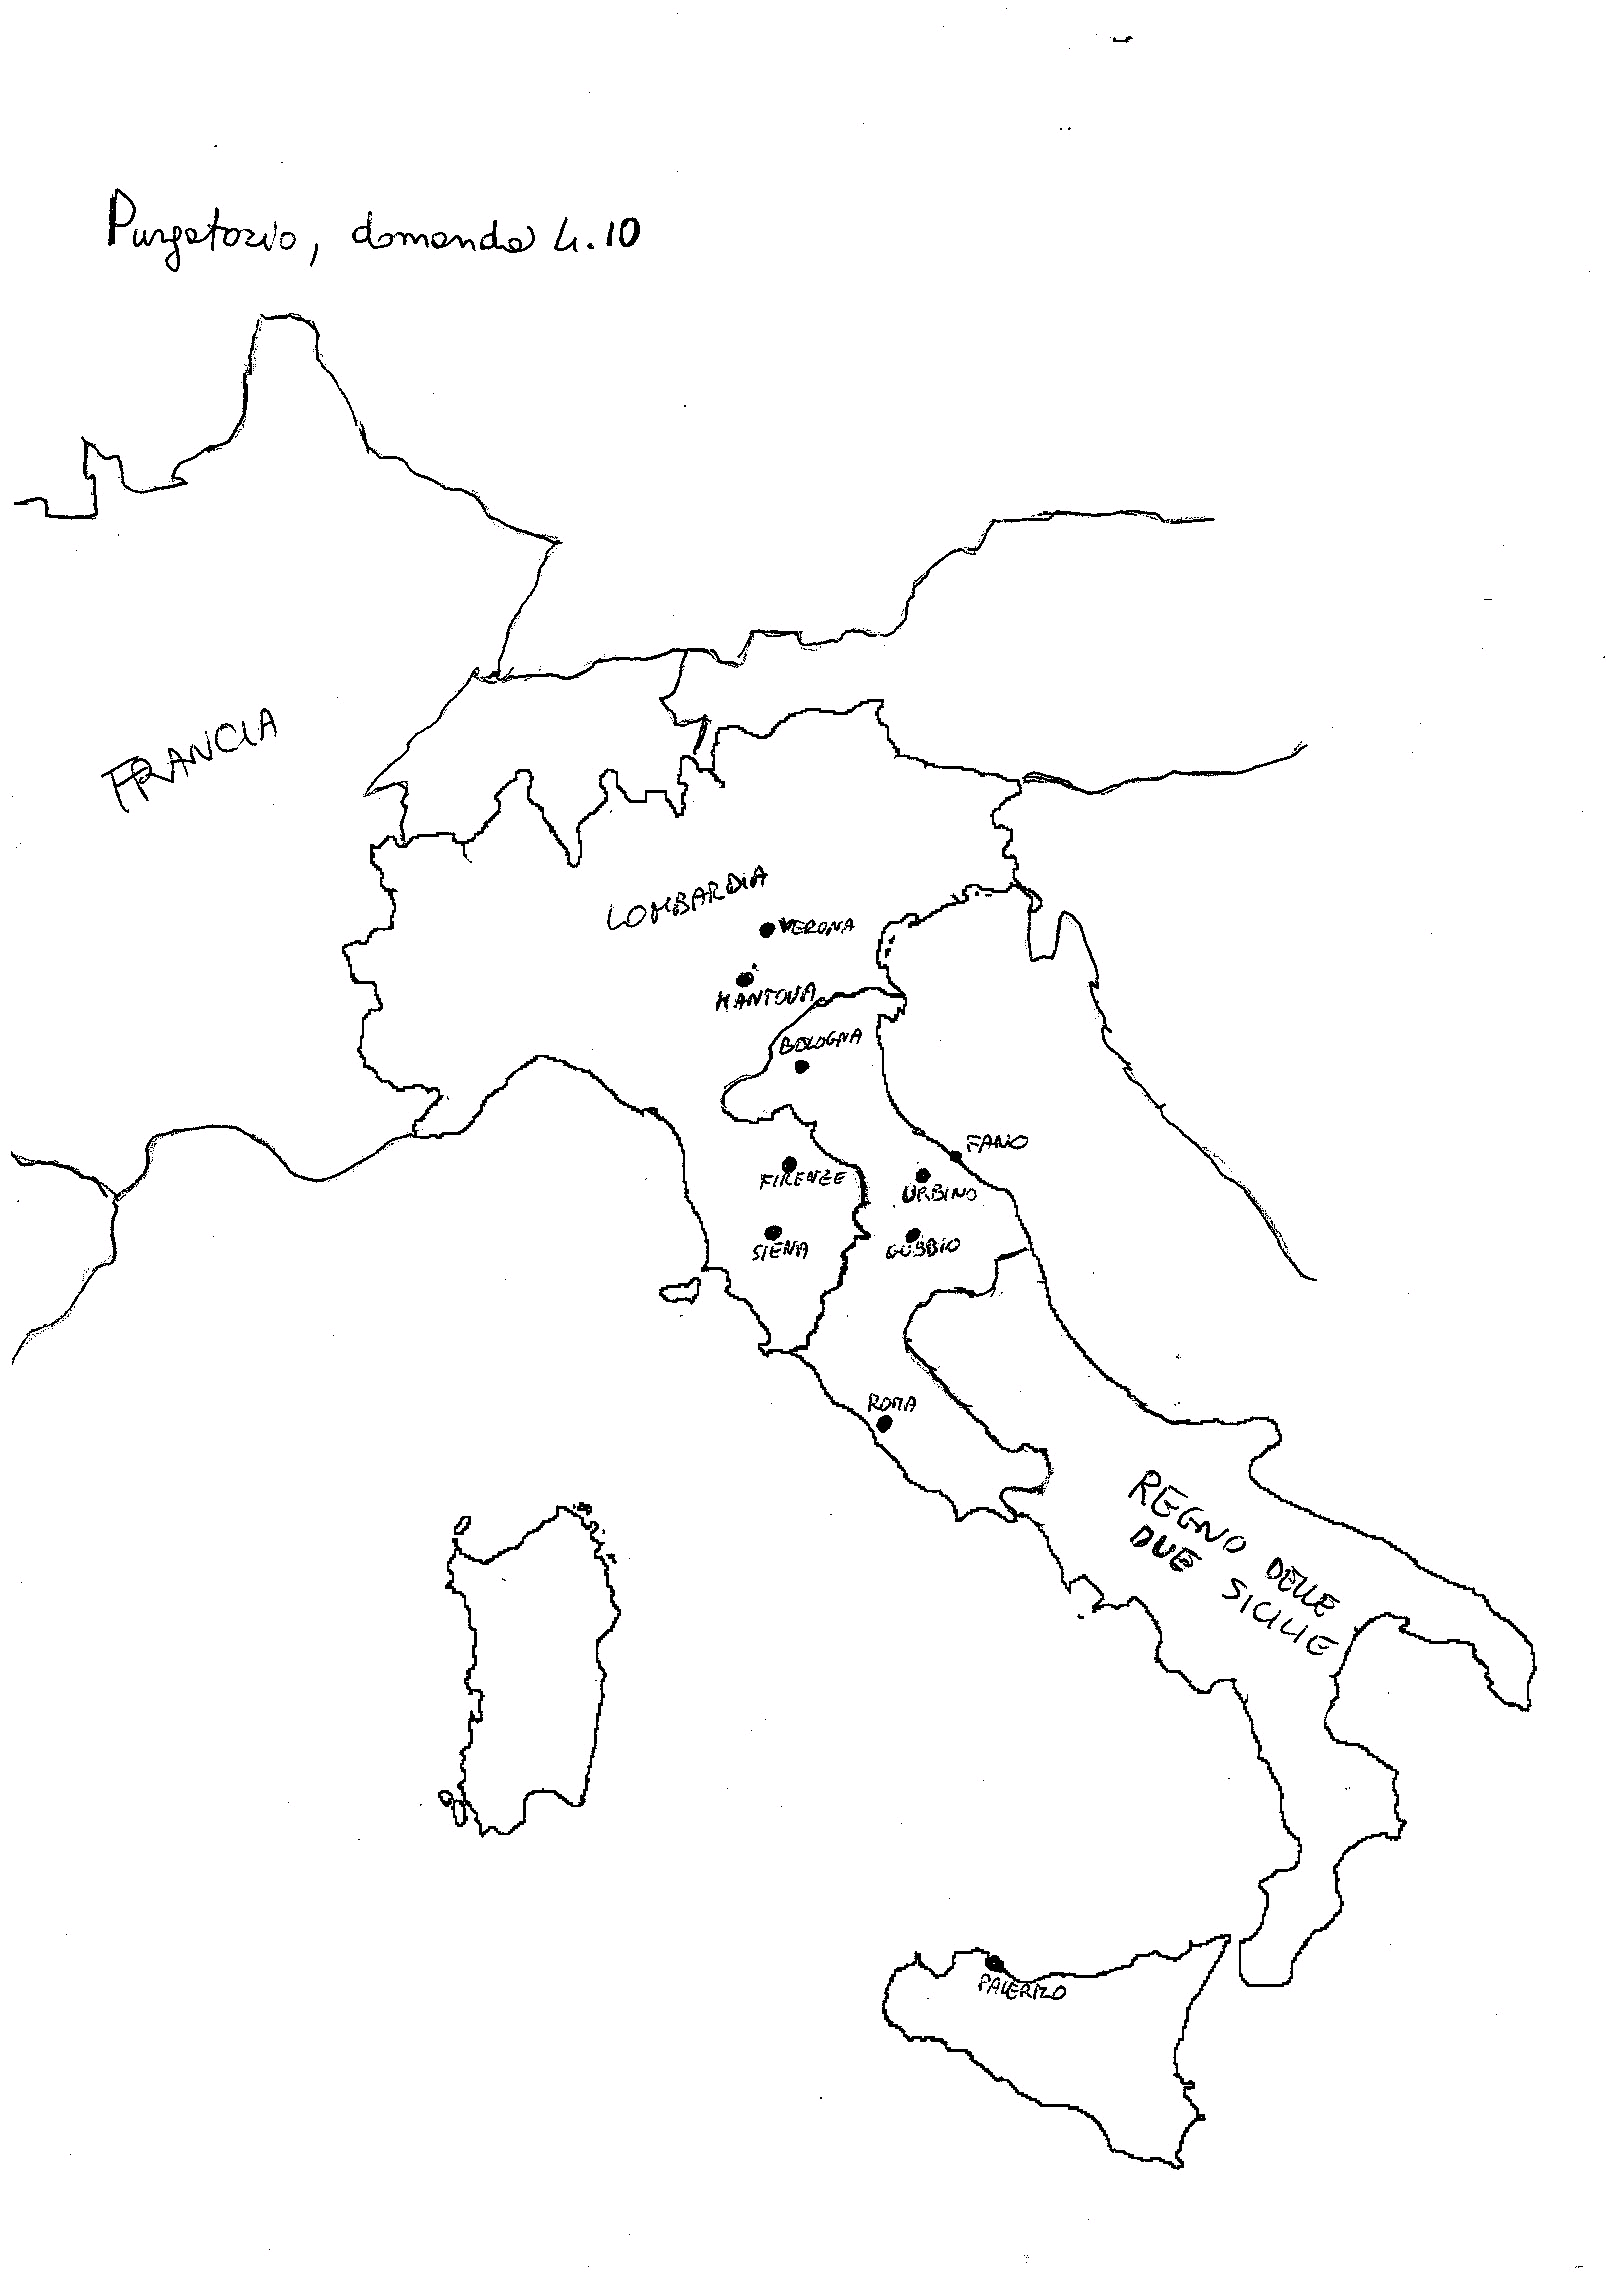 Purgatorio, domanda 4.10
FRANCIA
LOMBARDIA
VERONA
MANTOVA
BOLOGNA
FANO
FIRENZE
URBINO
SIENA
GUBBIO
ROMA
REGNO DELLE
DUE SICILIE
PALERMO